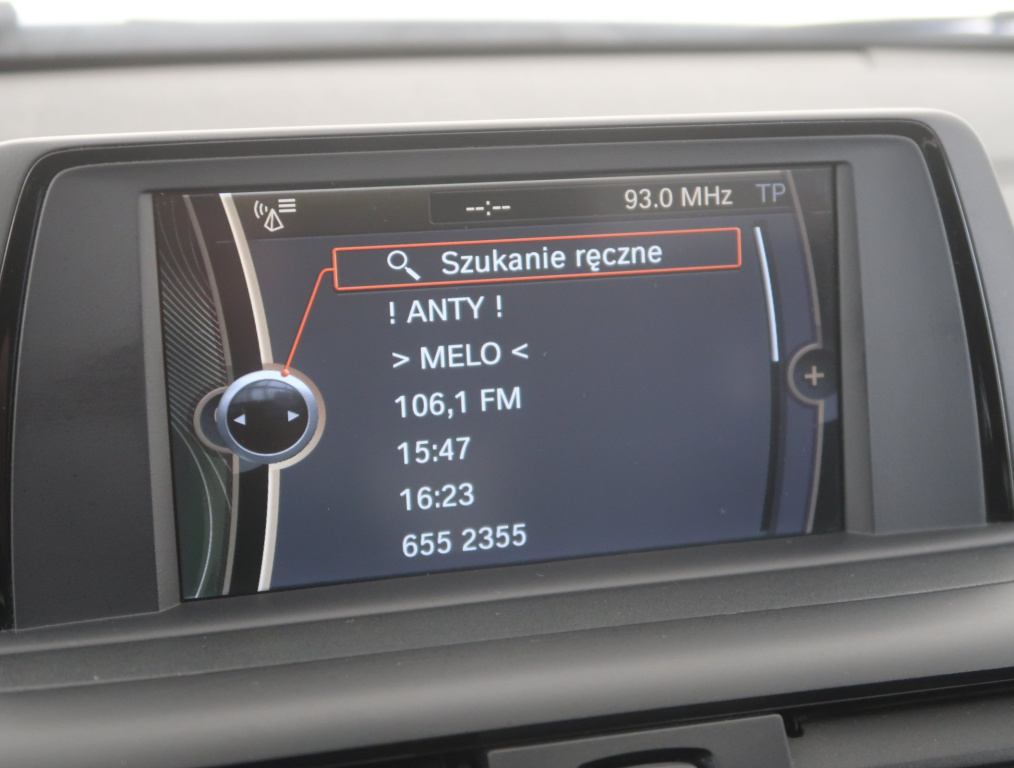 --:-- 93.0 MHz TP
Szukanie ręczne
! ANTY !
> MELO <
106,1 FM
15:47
16:23
655 2355